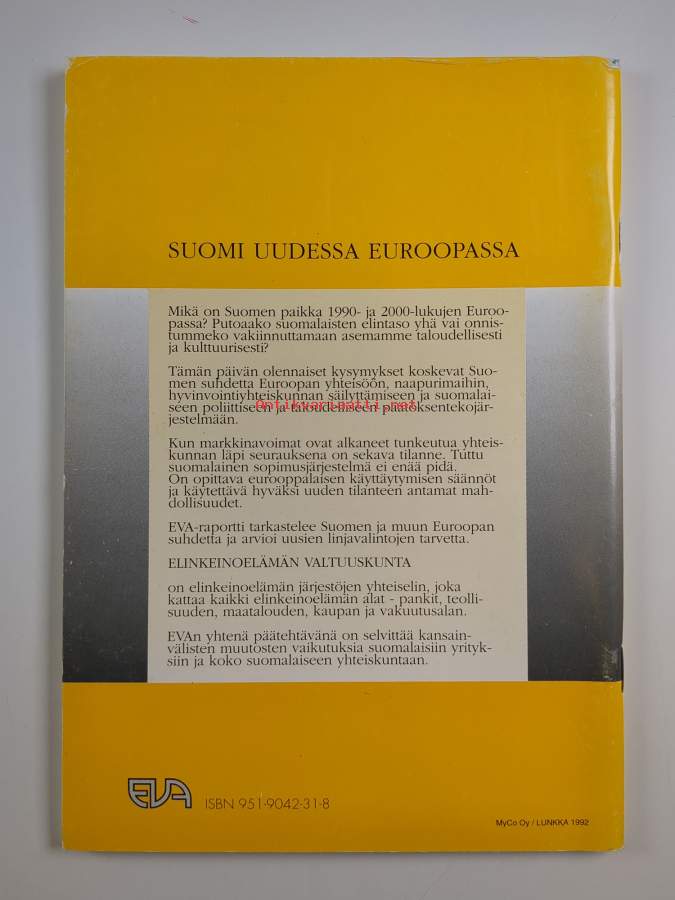 SUOMI UUDESSA EUROOPASSA
Mikä on Suomen paikka 1990- ja 2000-lukujen Euroo-
passa? Putoaako suomalaisten elintaso yhä vai onnis-
tummeko vakiinnuttamaan asemamme taloudellisesti
ja kulttuurisesti?
Tämän päivän olennaiset kysymykset koskevat Suo-
men suhdetta Euroopan yhteisöön, naapurimaihin,
hyvinvointiyhteiskunnan säilyttämiseen ja suomalai-
seen poliittiseen ja taloudelliseen päätöksentekojär-
jestelmään.
Antikvariaatti.net
Kun markkinavoimat ovat alkaneet tunkeutua yhteis-
kunnan läpi seurauksena on sekava tilanne. Tuttu
suomalainen sopimusjärjestelmä ei enää pidä.
On opittava eurooppalaisen käyttäytymisen säännöt
ja käytettävä hyväksi uuden tilanteen antamat mah-
dollisuudet.
EVA-raportti tarkastelee Suomen ja muun Euroopan
suhdetta ja arvioi uusien linjavalintojen tarvetta.
ELINKEINOELÄMÄN VALTUUSKUNTA
on elinkeinoelämän järjestöjen yhteiselin, joka
kattaa kaikki elinkeinoelämän alat - pankit, teolli-
suuden, maatalouden, kaupan ja vakuutusalan.
EVAn yhtenä päätehtävänä on selvittää kansain-
välisten muutosten vaikutuksia suomalaisiin yrityk-
siin ja koko suomalaiseen yhteiskuntaan.
EVA ISBN 951-9042-31-8
MyCo Oy / LUNKKA 1992